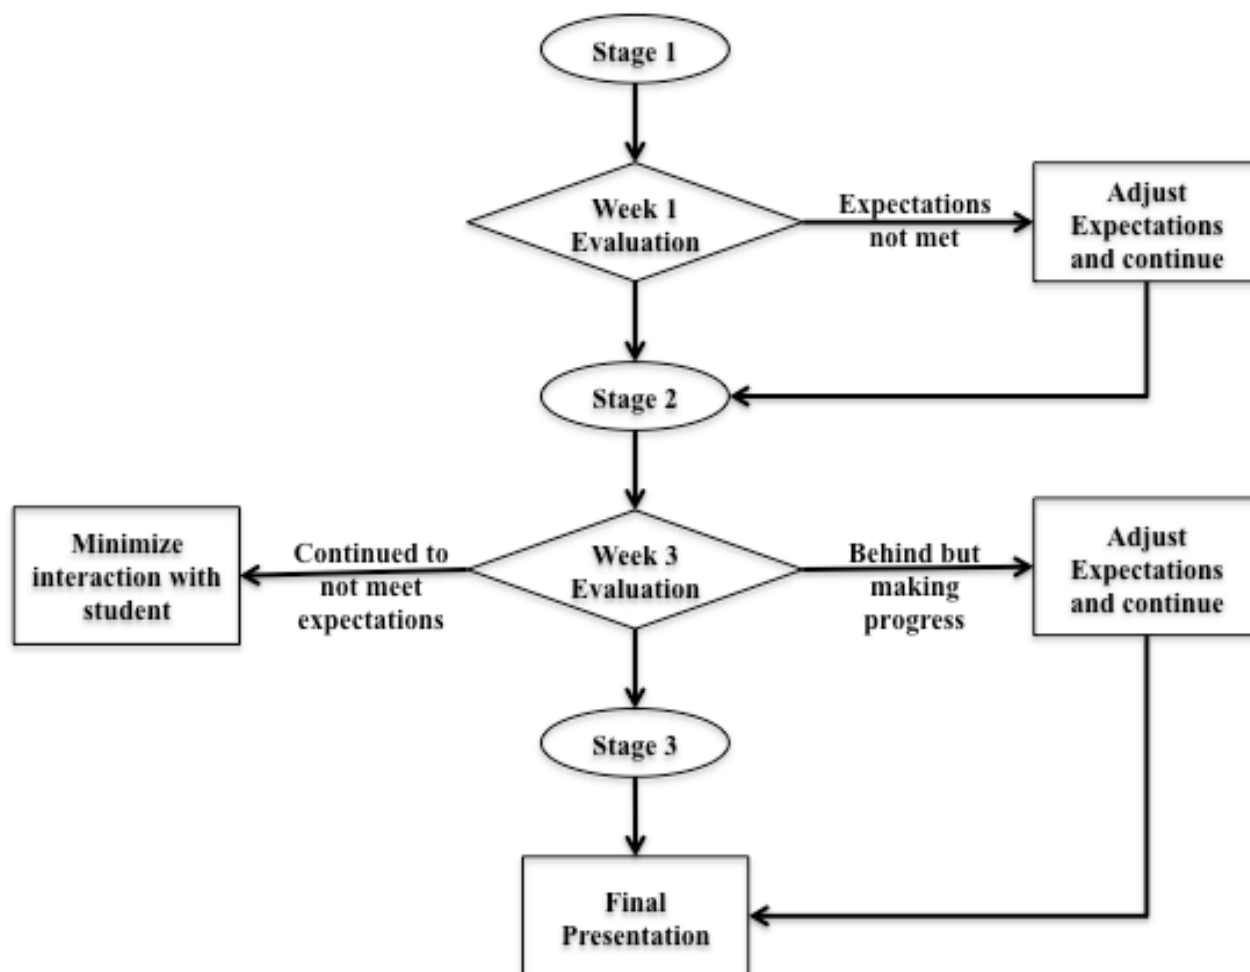 Stage 1
Week 1
Evaluation
Expectations
not met
Adjust
Expectations
and continue
Stage 2
Minimize
interaction with
student
Continued to
not meet
expectations
Week 3
Evaluation
Behind but
making
progress
Adjust
Expectations
and continue
Stage 3
Final
Presentation